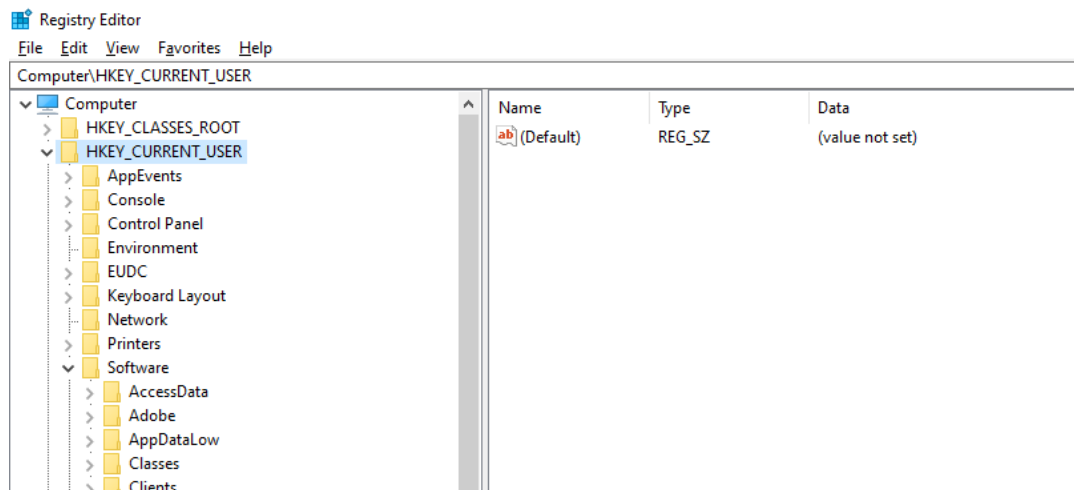 Registry Editor
File Edit View Favorites Help
Computer\HKEY_CURRENT_USER
Computer
HKEY_CLASSES_ROOT
HKEY_CURRENT_USER
AppEvents
Console
Control Panel
Environment
EUDC
Keyboard Layout
Network
Printers
Software
AccessData
Adobe
AppDataLow
Classes
Clients
Name Type Data
ab (Default) REG_SZ (value not set)